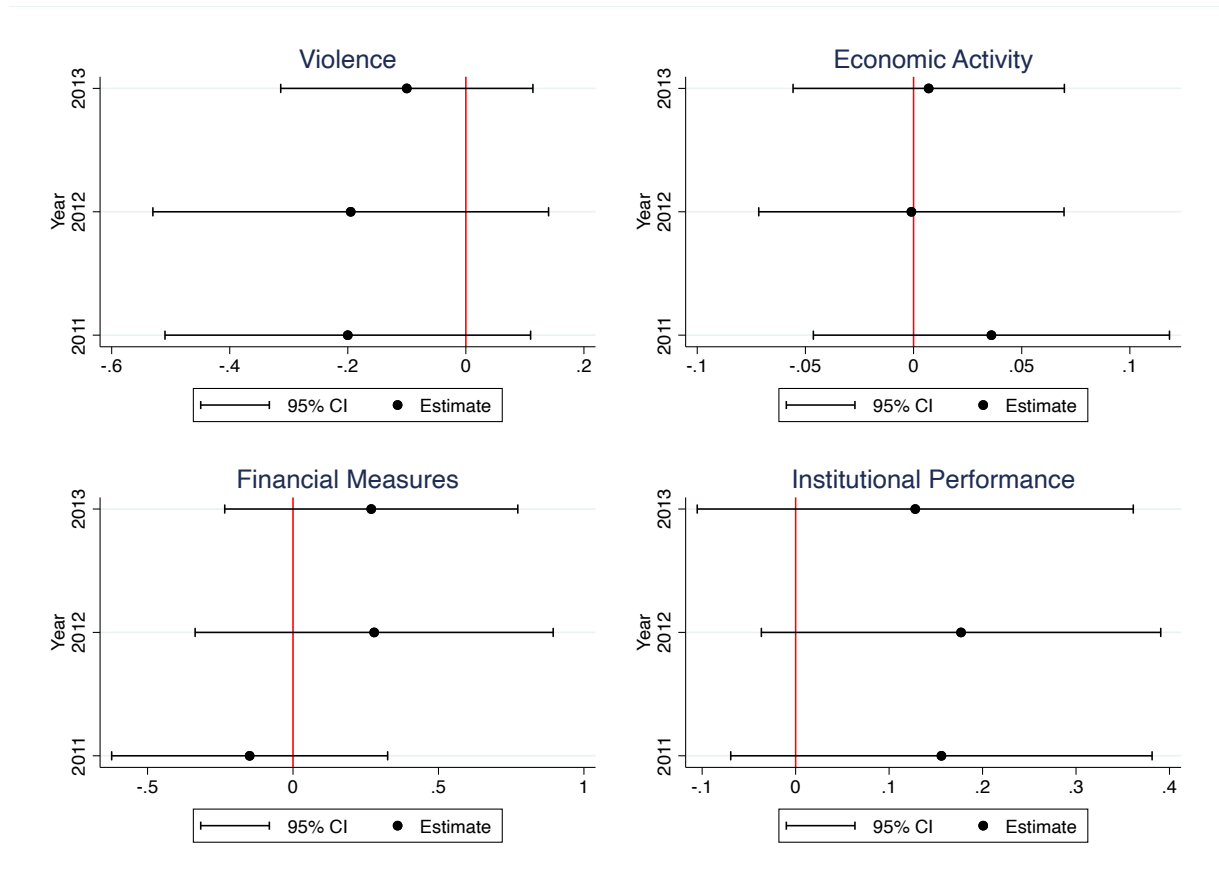 Violence
Year
2013
2012
2011
-.6 -.4 -.2 0 .2
95% CI Estimate
Economic Activity
Year
2013
2012
2011
-.1 -.05 0 .05 .1
95% CI Estimate
Financial Measures
Year
2013
2012
2011
-.5 0 .5 1
95% CI Estimate
Institutional Performance
Year
2013
2012
2011
-.1 0 .1 .2 .3 .4
95% CI Estimate